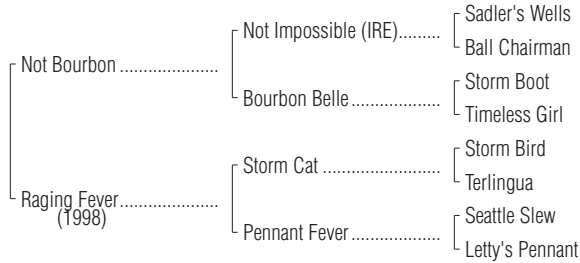 Sadler's Wells
Not Impossible (IRE).........
Ball Chairman
Not Bourbon .....................
Storm Boot
Bourbon Belle ...................
Timeless Girl
Storm Bird
Storm Cat .........................
Terlingua
Raging Fever.....................
(1998)
Seattle Slew
Pennant Fever ...................
Letty's Pennant